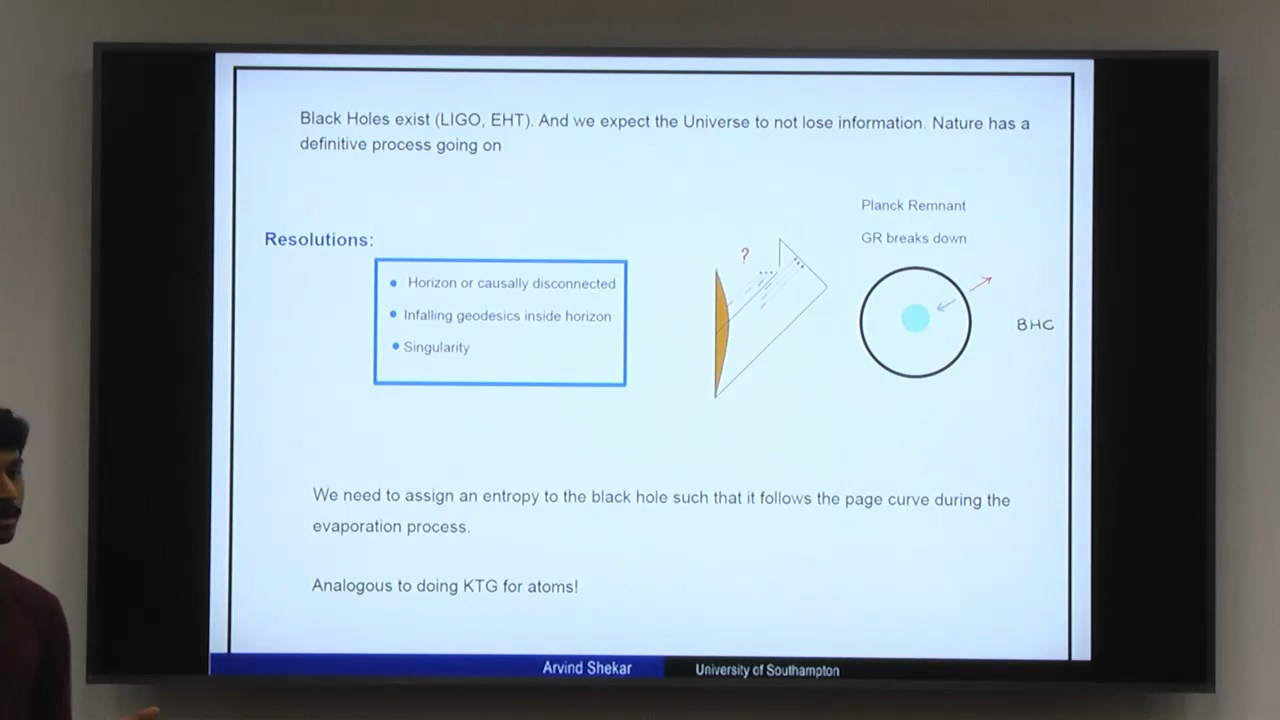 Black Holes exist (LIGO, EHT). And we expect the Universe to not lose information. Nature has a
definitive process going on
Planck Remnant
Resolutions:
GR breaks down
?
Horizon or causally disconnected
Infalling geodesics inside horizon
Singularity
BHC
We need to assign an entropy to the black hole such that it follows the page curve during the
evaporation process.
Analogous to doing KTG for atoms!
Arvind Shekar
University of Southampton